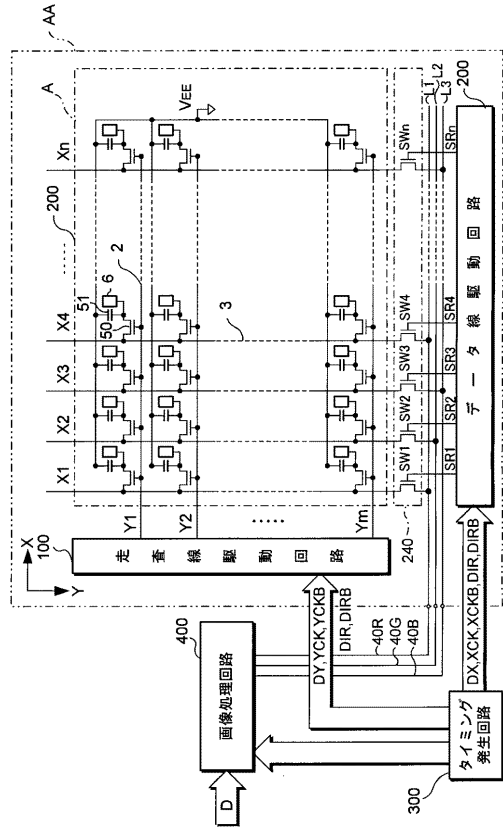 AA
A
200
X1
X2
X3
X4
......
Xn
51
6
50
2
3
VEE
X
Y
100
走査線駆動回路
Y1
Y2
.....
Ym
240
SW1
SW2
SW3
SW4
SWn
L1
L2
L3
SR1
SR2
SR3
SR4
SRn
200
データ線駆動回路
400
画像処理回路
D
40R
40G
40B
DY,YCK,YCKB
DIR,DIRB
DX,XCK,XCKB,DIR,DIRB
300
タイミング
発生回路